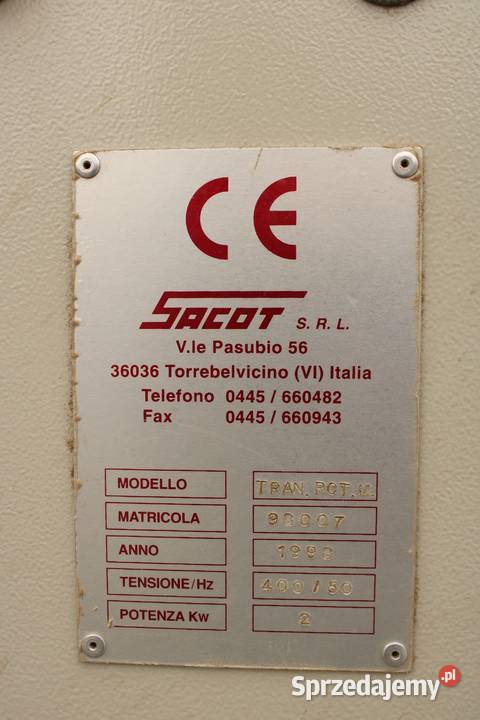 CE
SACOT S.R.L.
V.le Pasubio 56
36036 Torrebelvicino (VI) Italia
Telefono 0445 / 660482
Fax 0445 / 660943
MODELLO TRAN.ROT.M.
MATRICOLA
ANNO
TENSIONE/Hz 400/50
POTENZA Kw 2
Sprzedajemy.pl